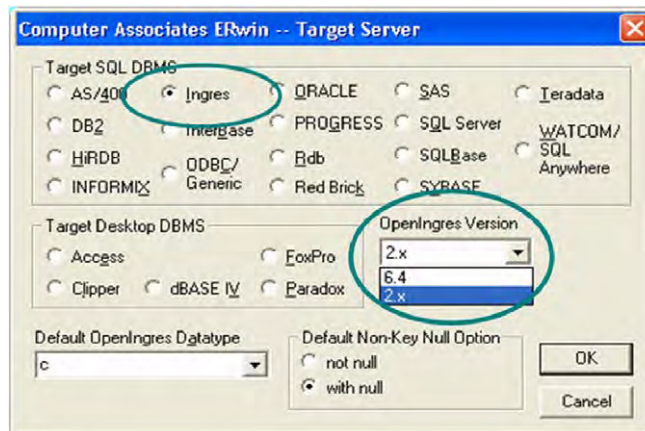 Computer Associates ERwin -- Target Server
Target SQL DBMS
AS/400 Ingres ORACLE SAS Teradata
DB2 InterBase PROGRESS SQL Server WATCOM/ SQL Anywhere
HiRDB ODBC/ Generic Rdb SQLBase
INFORMIX Red Brick SYBASE
Target Desktop DBMS OpenIngres Version
Access FoxPro 2.x
6.4
Clipper dBASE IV Paradox 2.x
Default OpenIngres Datatype Default Non-Key Null Option
c not null OK
with null Cancel